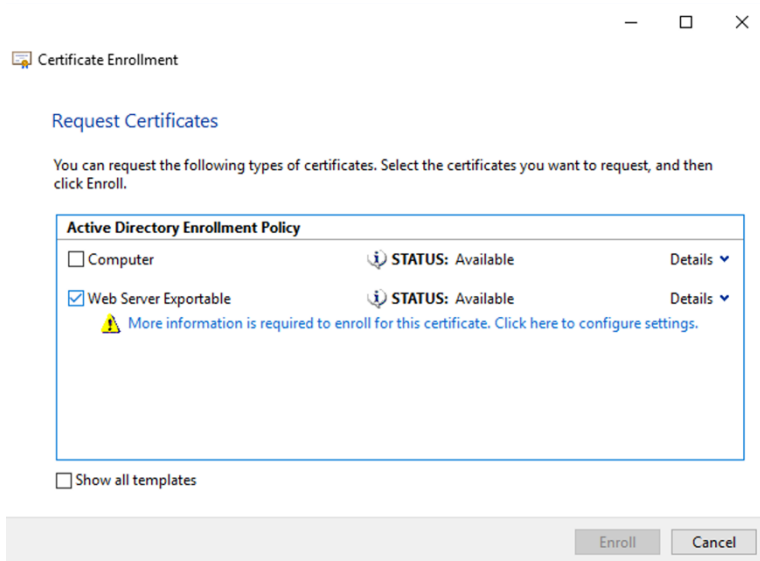 Certificate Enrollment
Request Certificates
You can request the following types of certificates. Select the certificates you want to request, and then
click Enroll.
Active Directory Enrollment Policy
Computer STATUS: Available Details
Web Server Exportable STATUS: Available Details
More information is required to enroll for this certificate. Click here to configure settings.
Show all templates
Enroll Cancel